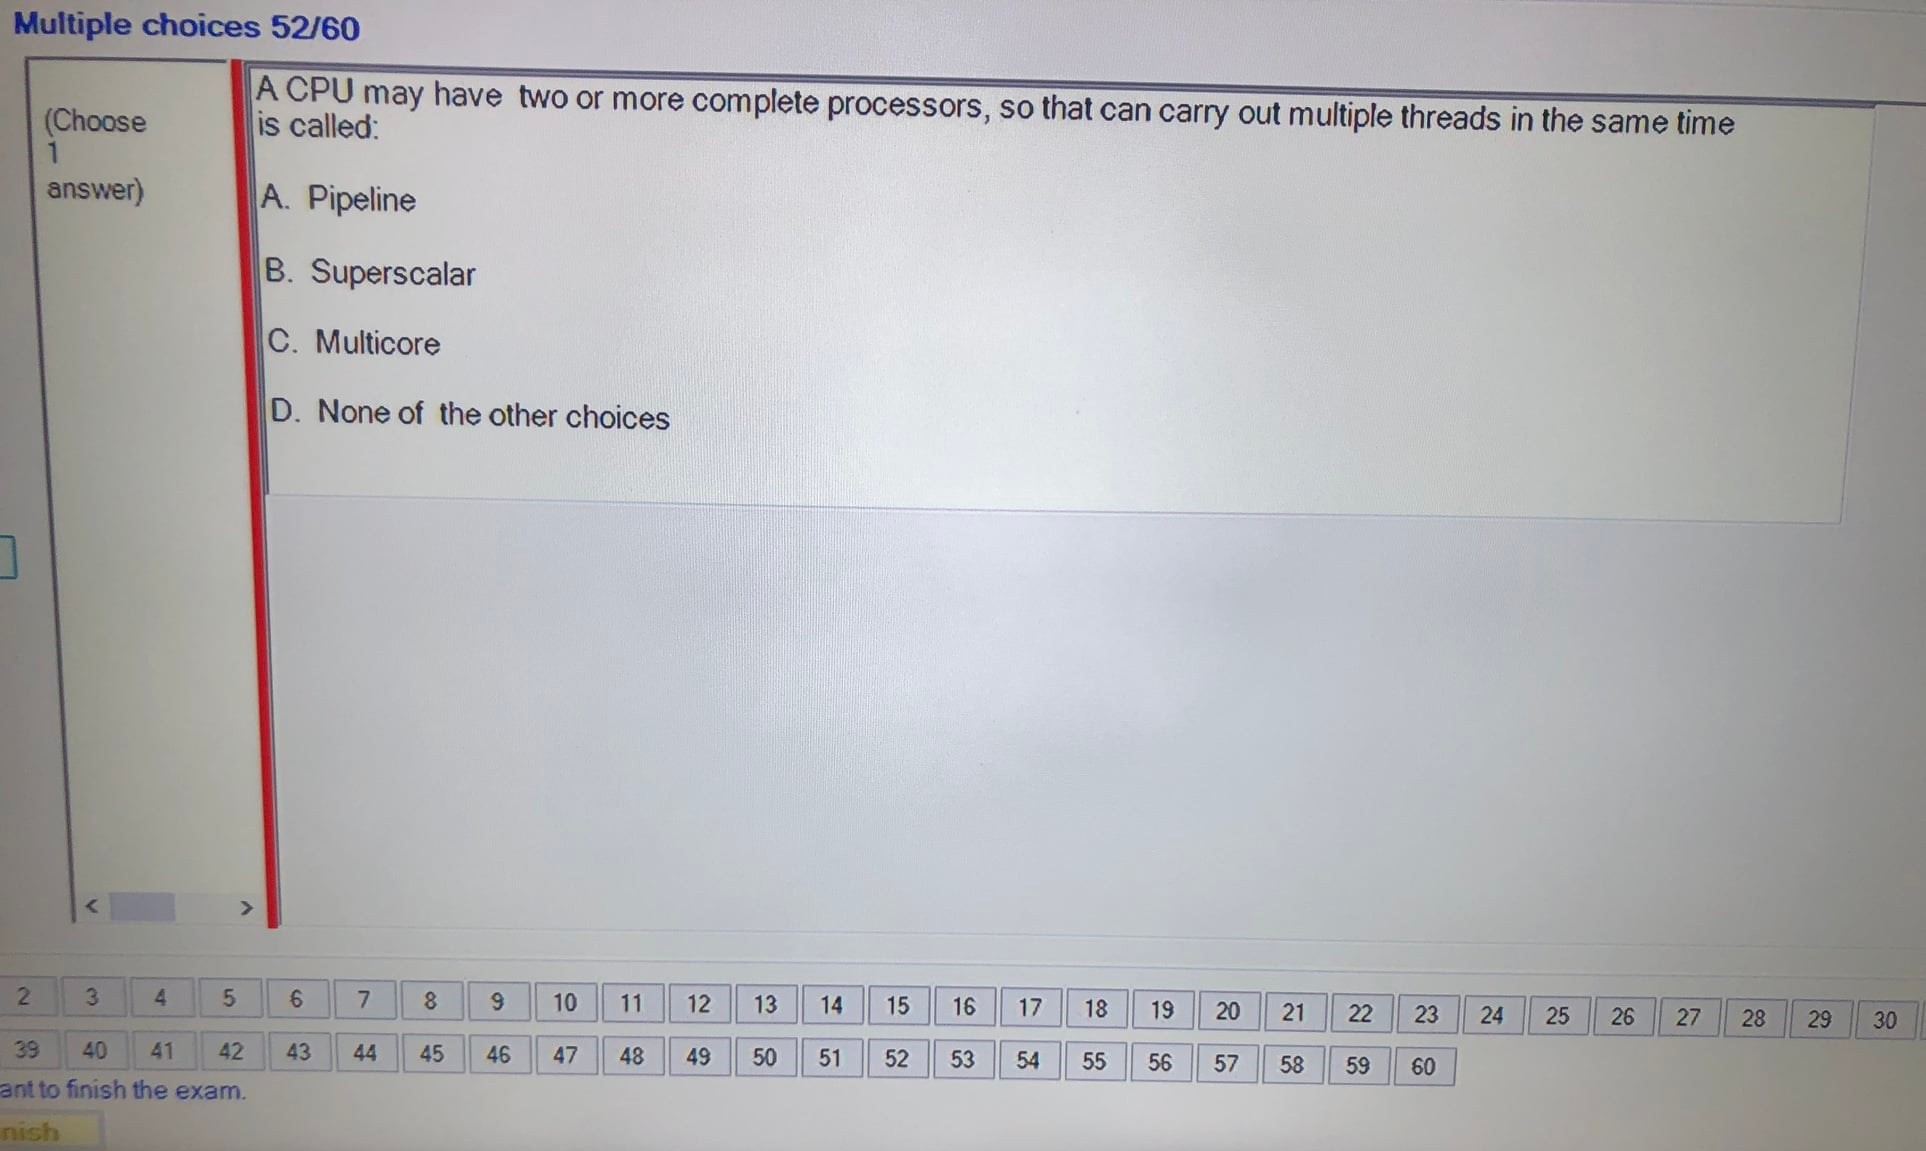 Multiple choices 52/60
(Choose
1
answer)
A CPU may have two or more complete processors, so that can carry out multiple threads in the same time
is called:
A. Pipeline
B. Superscalar
C. Multicore
D. None of the other choices
< >
2 3 4 5 6 7 8 9 10 11 12 13 14 15 16 17 18 19 20 21 22 23 24 25 26 27 28 29 30
39 40 41 42 43 44 45 46 47 48 49 50 51 52 53 54 55 56 57 58 59 60
ant to finish the exam.
nish